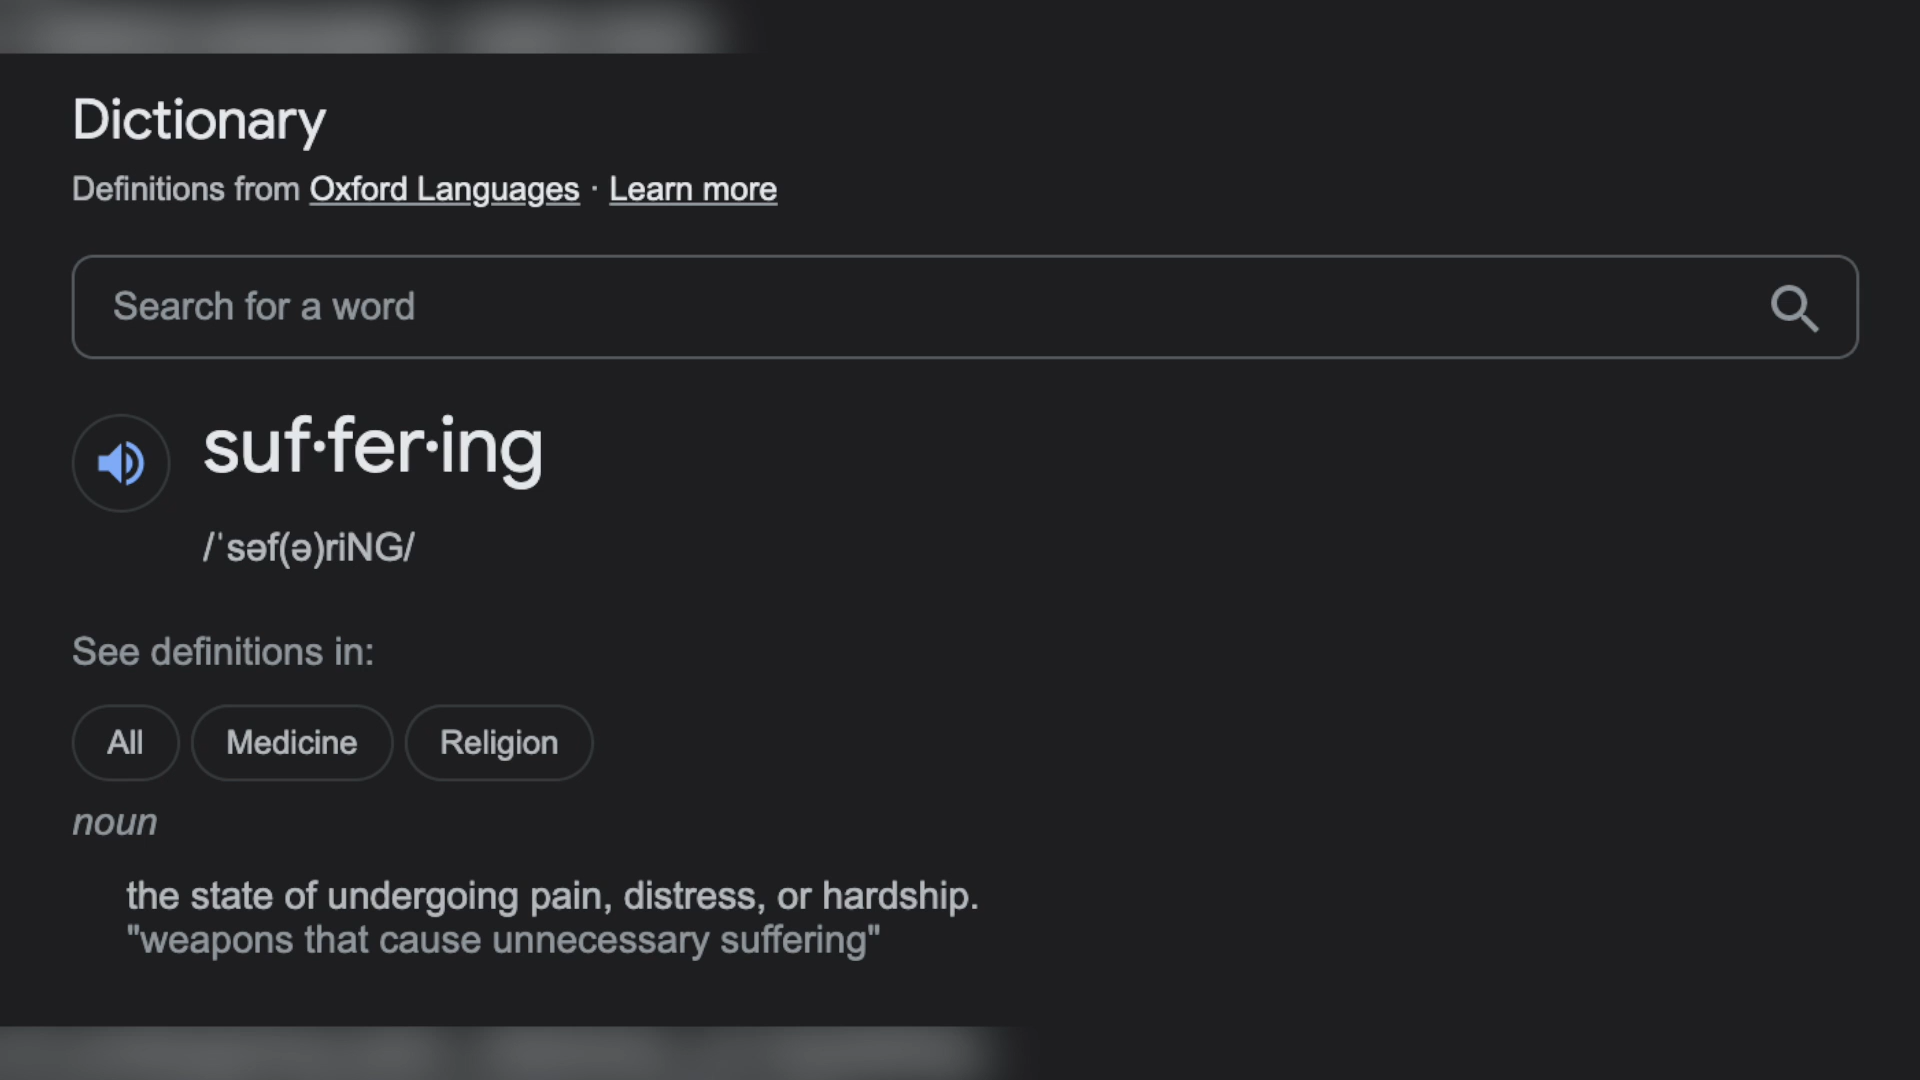 Dictionary
Definitions from Oxford Languages · Learn more
Search for a word
suf·fer·ing
/ˈsəf(ə)riNG/
See definitions in:
All Medicine Religion
noun
the state of undergoing pain, distress, or hardship.
"weapons that cause unnecessary suffering"